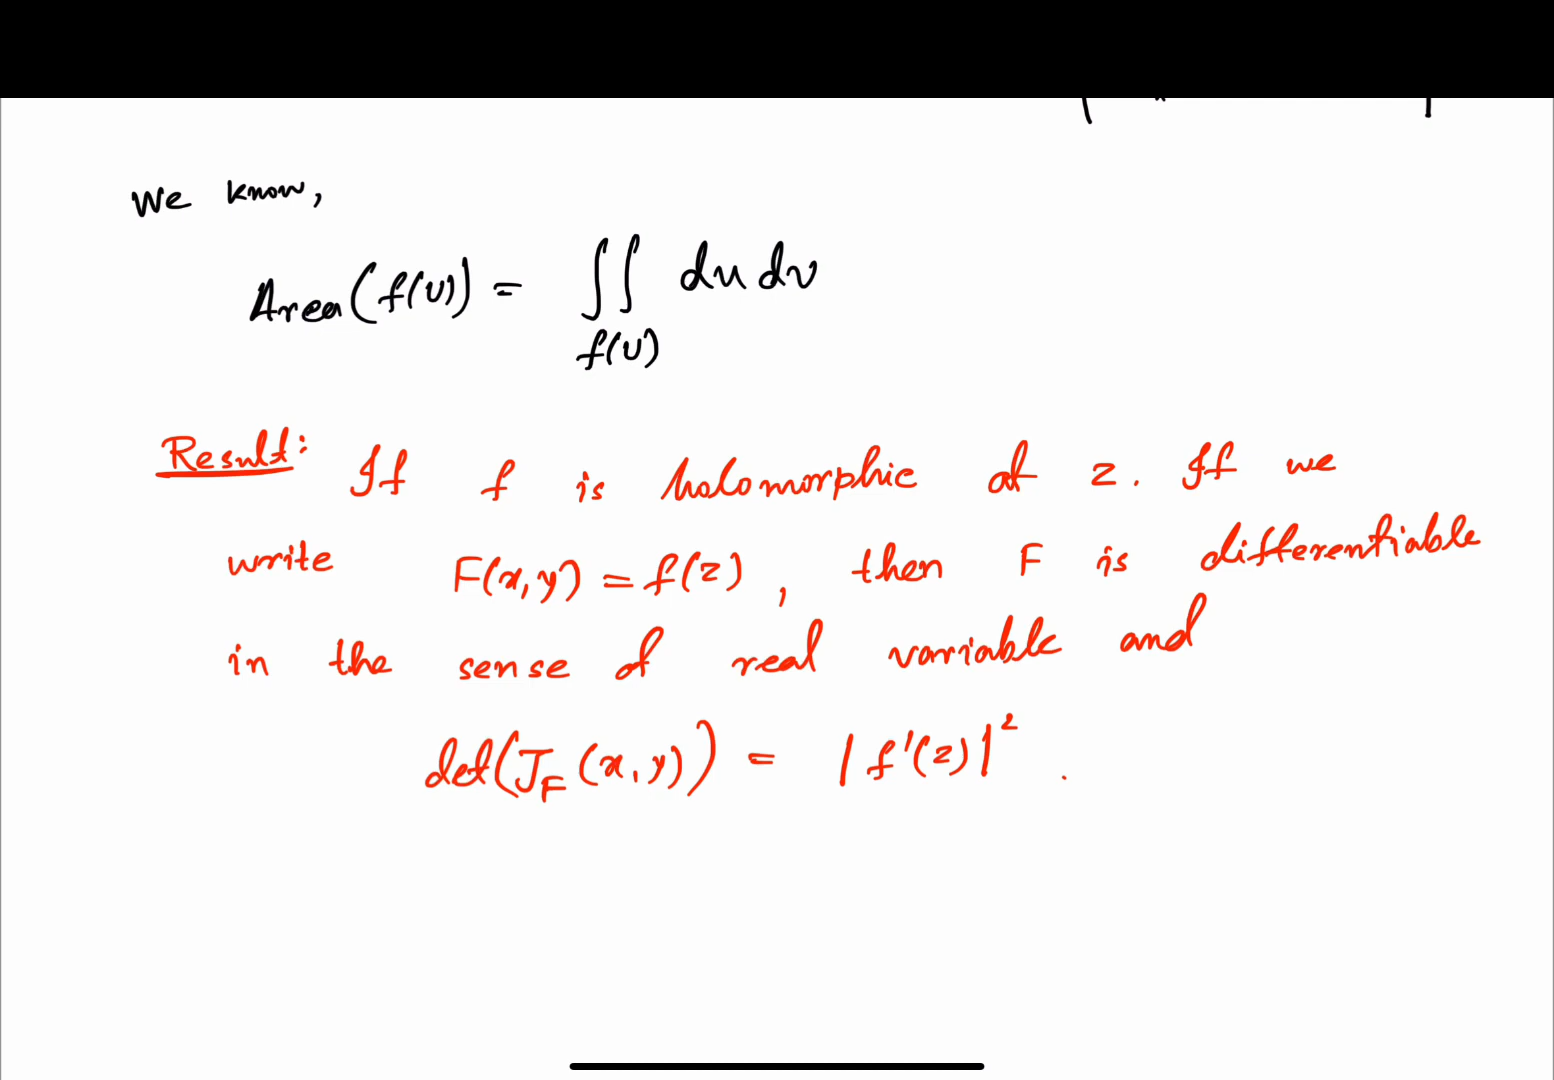 We know,
Area(f(U)) = ∬ du dv
f(U)
Result: If f is holomorphic at z. If we
write F(x,y) = f(z), then F is differentiable
in the sense of real variable and
det(J_F(x,y)) = |f'(z)|².